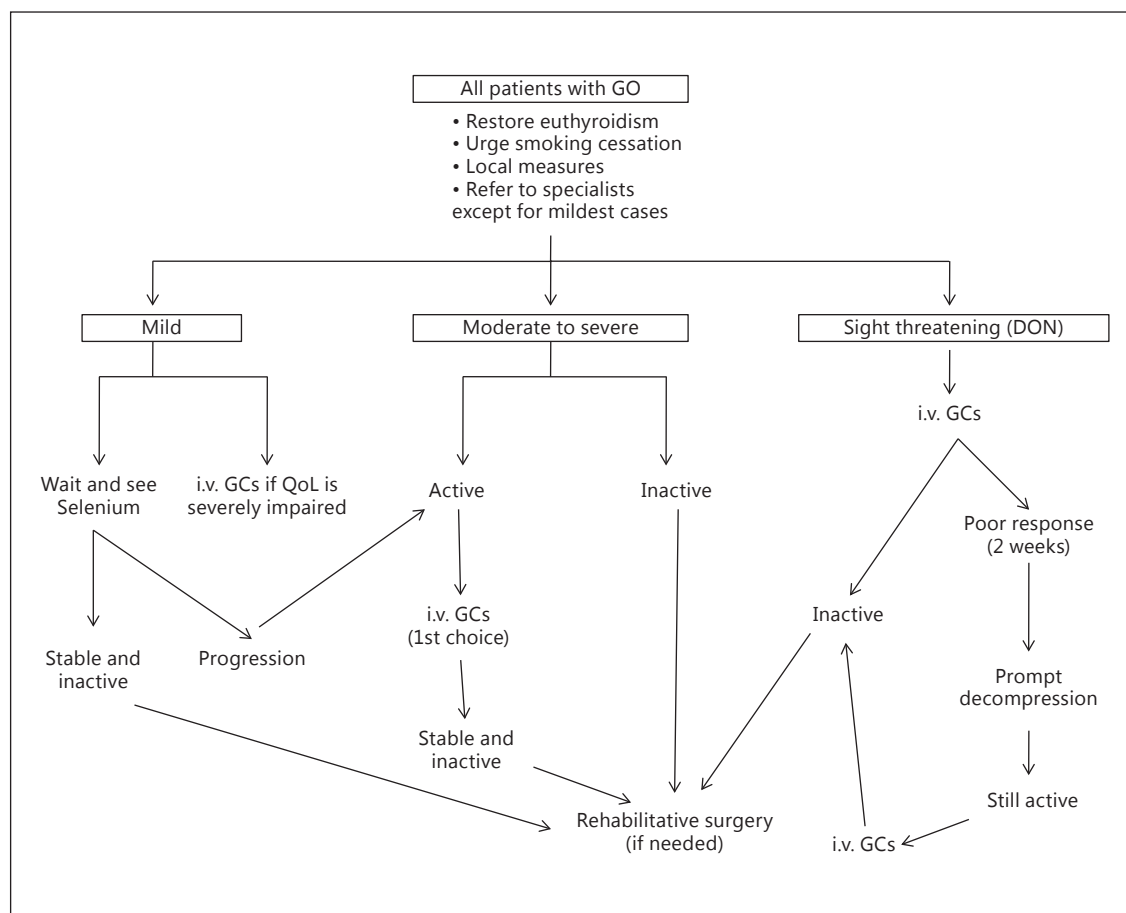 All patients with GO
• Restore euthyroidism
• Urge smoking cessation
• Local measures
• Refer to specialists
except for mildest cases
Mild
Moderate to severe
Sight threatening (DON)
i.v. GCs
Wait and see
Selenium
i.v. GCs if QoL is
severely impaired
Active
Inactive
Poor response
(2 weeks)
i.v. GCs
(1st choice)
Inactive
Stable and
inactive
Progression
Prompt
decompression
Stable and
inactive
Still active
Rehabilitative surgery
(if needed)
i.v. GCs